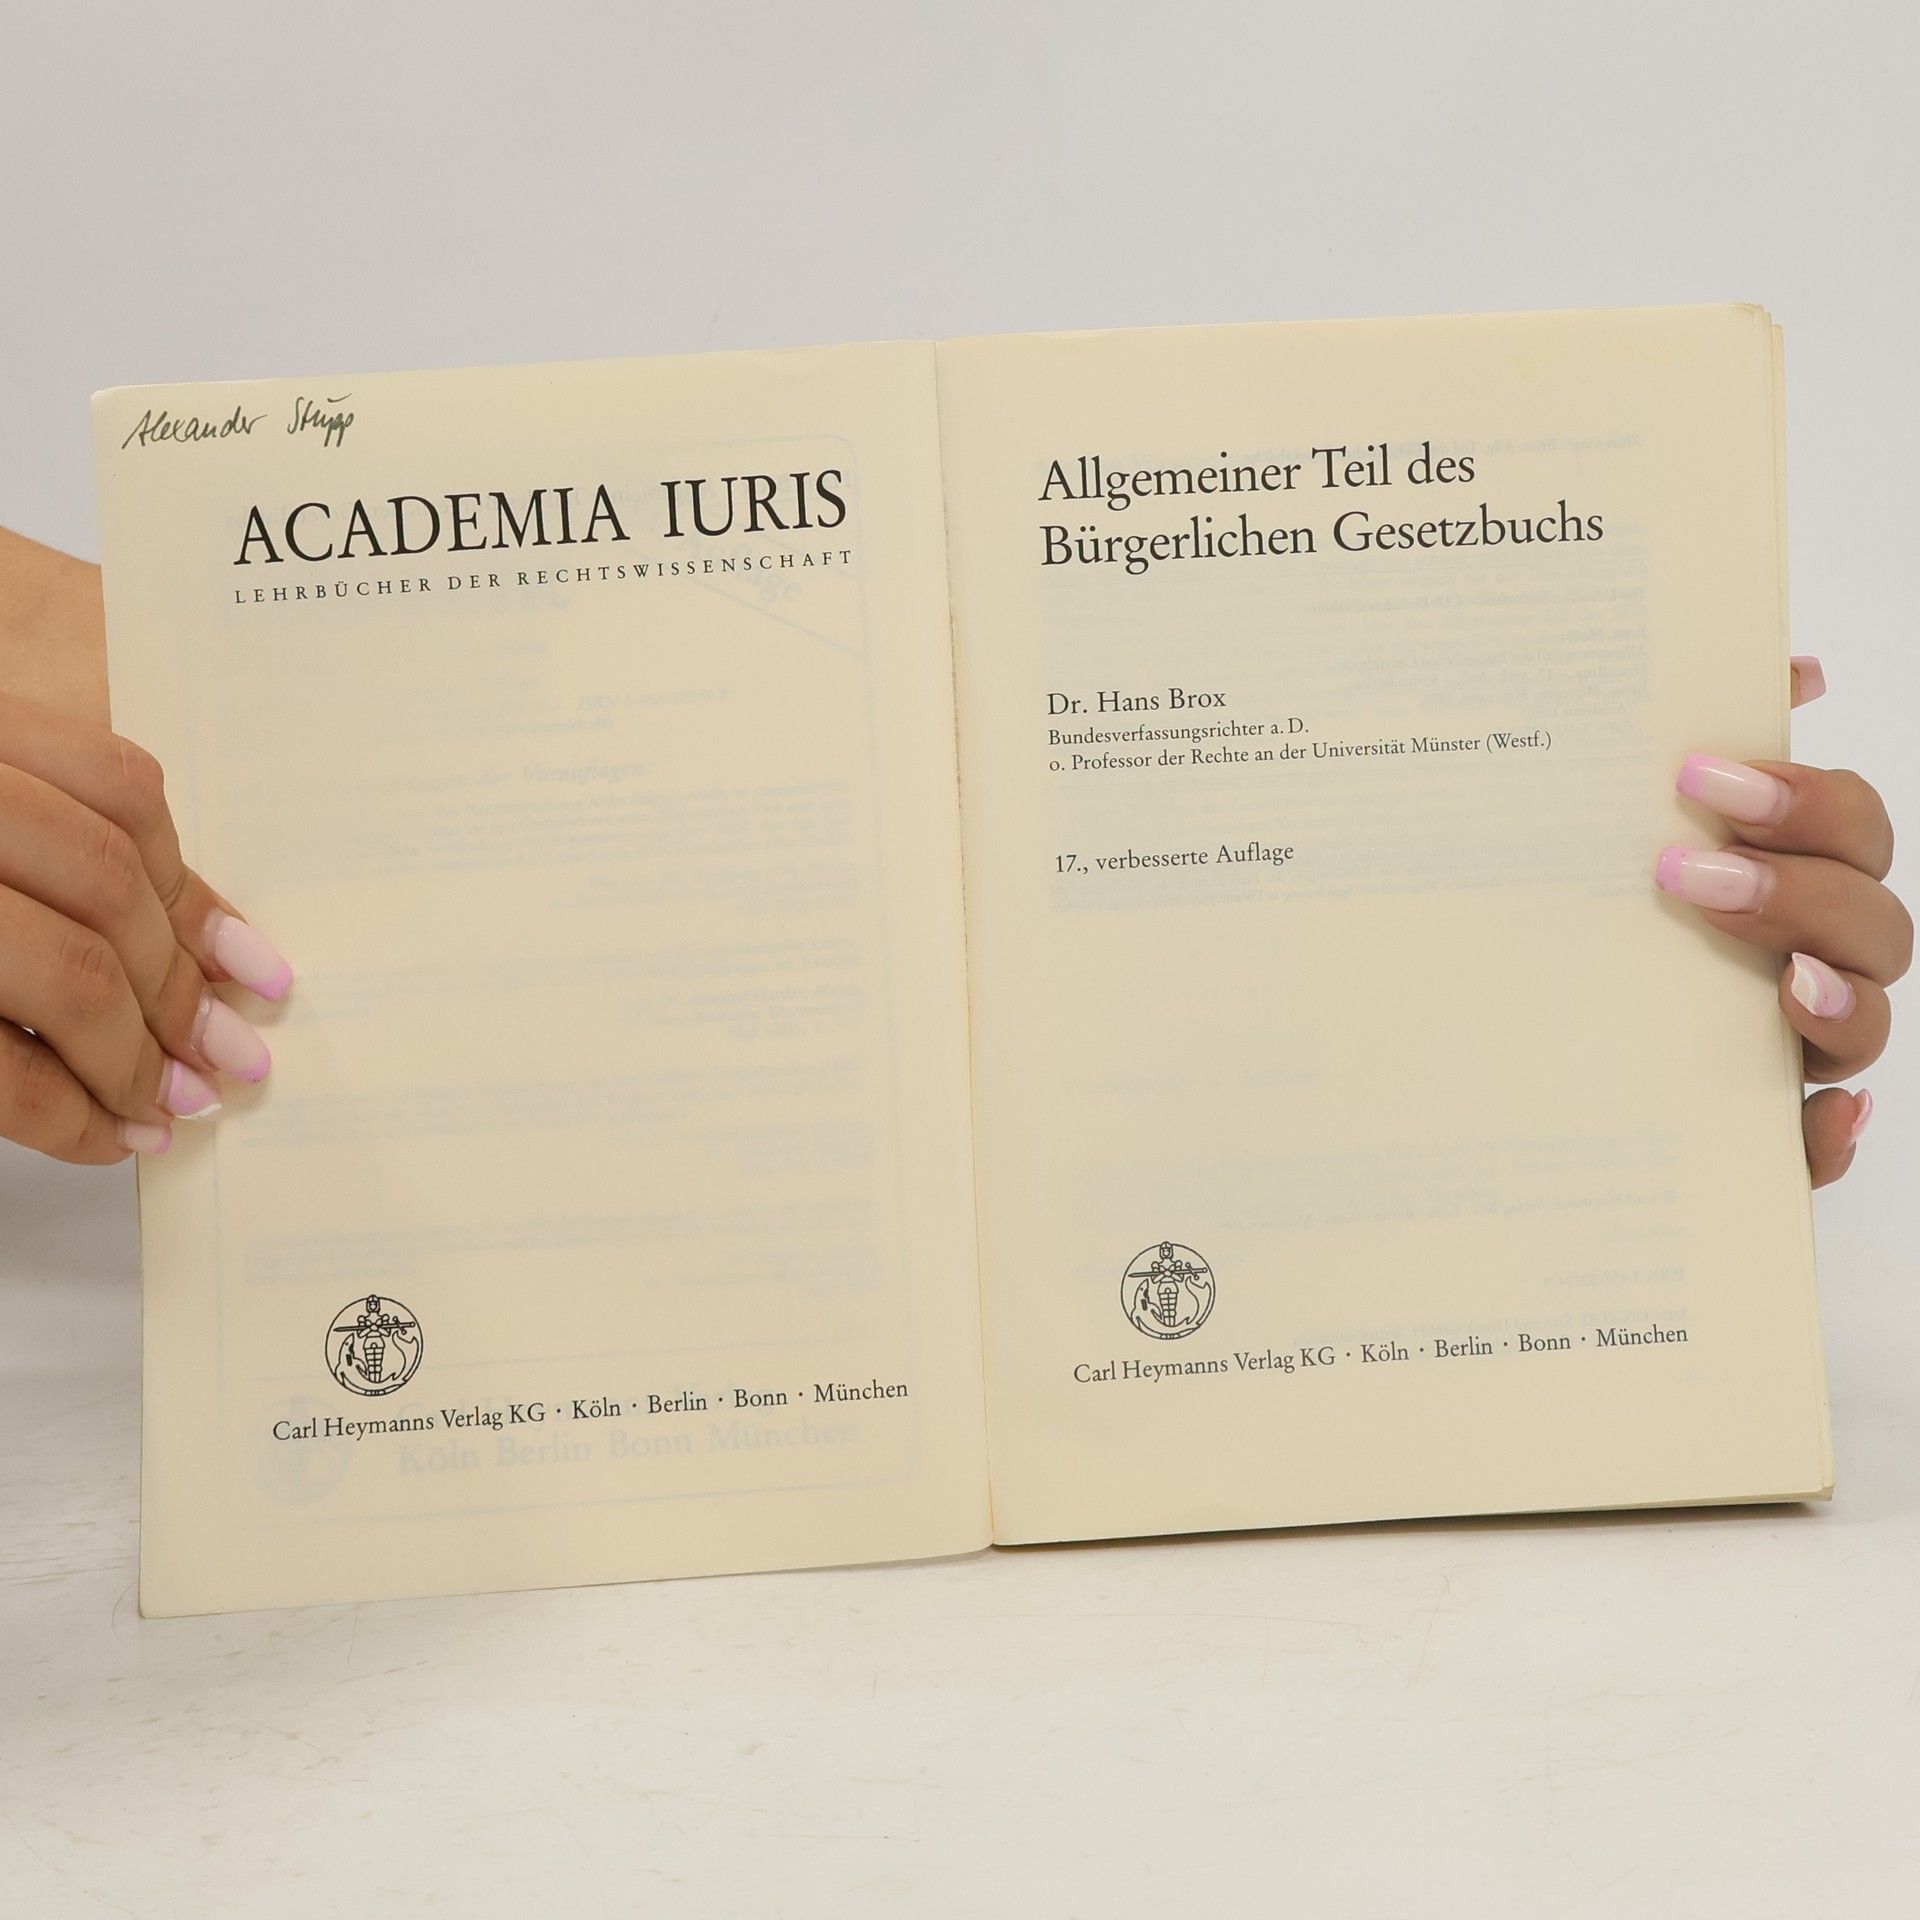 Alexander Stupp
ACADEMIA IURIS
LEHRBÜCHER DER RECHTSWISSENSCHAFT
Carl Heymanns Verlag KG · Köln · Berlin · Bonn · München
Allgemeiner Teil des
Bürgerlichen Gesetzbuchs
Dr. Hans Brox
Bundesverfassungsrichter a. D.
o. Professor der Rechte an der Universität Münster (Westf.)
17., verbesserte Auflage
Carl Heymanns Verlag KG · Köln · Berlin · Bonn · München